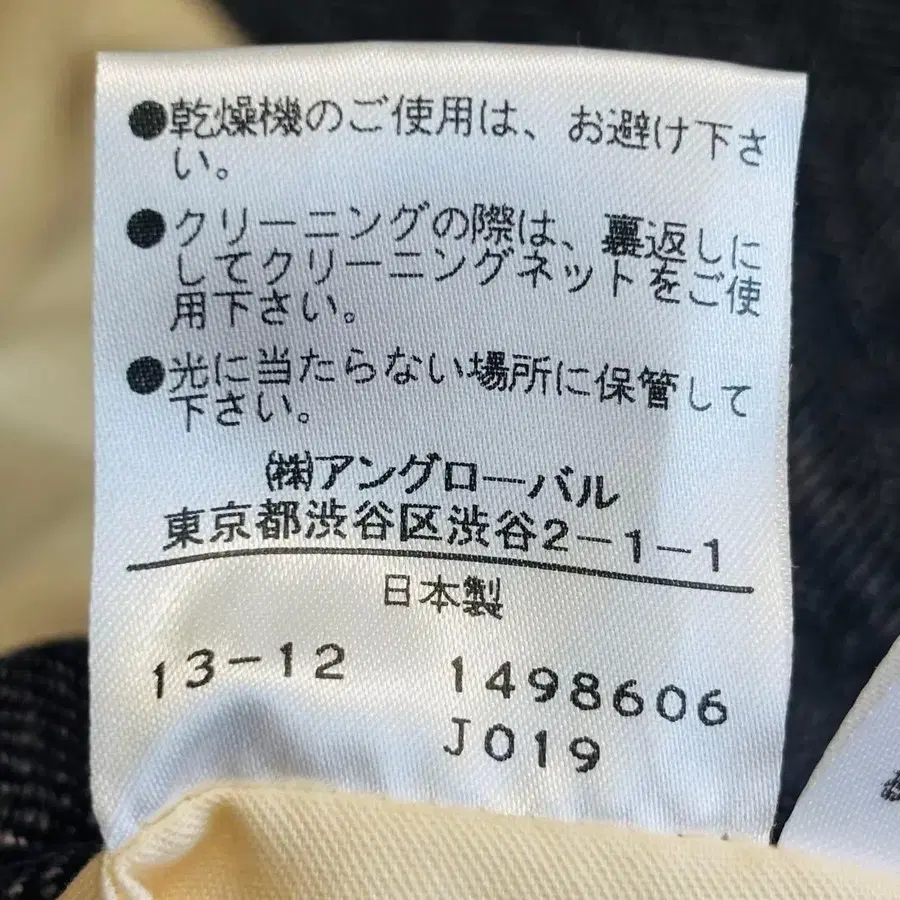 ●乾燥機のご使用は、お避け下さ
い。
●クリーニングの際は、裏返しに
してクリーニングネットをご使
用下さい。
●光に当たらない場所に保管して
下さい。
㈱アングローバル
東京都渋谷区渋谷2-1-1
日本製
13-12 1498606
J019